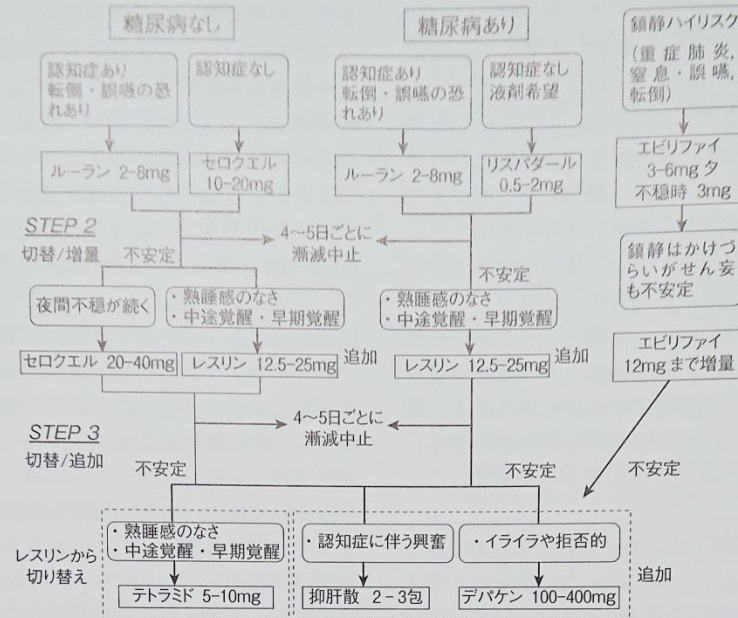 糖尿病なし
糖尿病あり
鎮静ハイリスク
(重症肺炎,
窒息・誤嚥,
転倒)
認知症あり
転倒・誤嚥の恐
れあり
認知症なし
認知症あり
転倒・誤嚥の恐
れあり
認知症なし
液剤希望
ルーラン 2-8mg
セロクエル
10-20mg
ルーラン 2-8mg
リスパダール
0.5-2mg
エビリファイ
3-6mg夕
不穏時 3mg
STEP 2
切替/増量
不安定
4〜5日ごとに
漸減中止
不安定
鎮静はかけづ
らいがせん妄
も不安定
夜間不穏が続く
・熟睡感のなさ
・中途覚醒・早期覚醒
・熟睡感のなさ
・中途覚醒・早期覚醒
セロクエル 20-40mg
レスリン 12.5-25mg
追加
レスリン 12.5-25mg
追加
エビリファイ
12mgまで増量
STEP 3
切替/追加
不安定
4〜5日ごとに
漸減中止
不安定
不安定
レスリンから
切り替え
・熟睡感のなさ
・中途覚醒・早期覚醒
・認知症に伴う興奮
・イライラや拒否的
テトラミド 5-10mg
抑肝散 2-3包
デパケン 100-400mg
追加